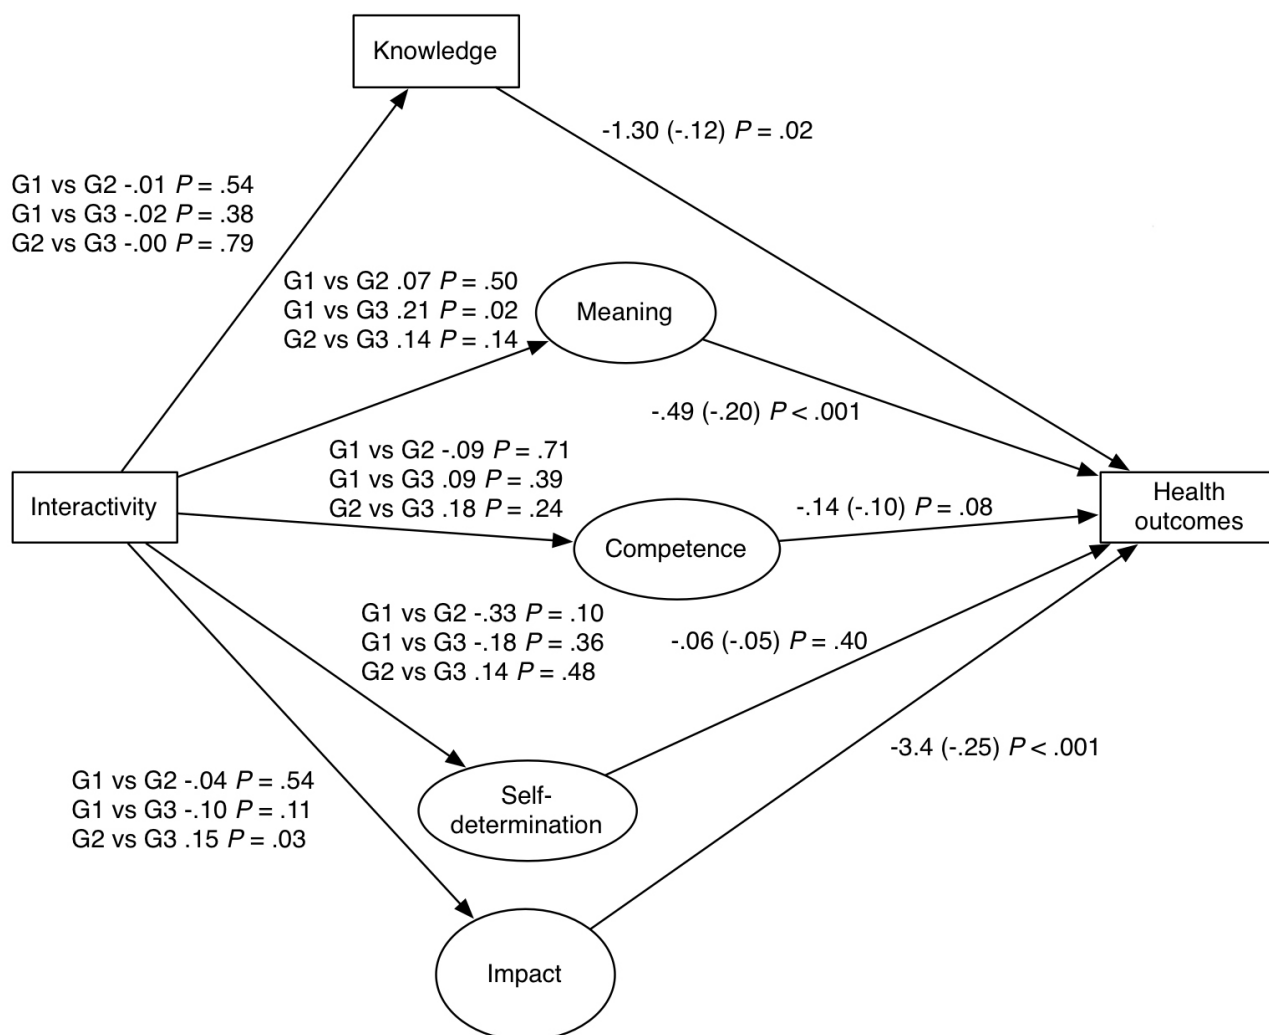 Knowledge
-1.30 (-.12) P = .02
G1 vs G2 -.01 P = .54
G1 vs G3 -.02 P = .38
G2 vs G3 -.00 P = .79
G1 vs G2 .07 P = .50
G1 vs G3 .21 P = .02
G2 vs G3 .14 P = .14
Meaning
-.49 (-.20) P < .001
G1 vs G2 -.09 P = .71
G1 vs G3 .09 P = .39
G2 vs G3 .18 P = .24
Interactivity
Competence
-.14 (-.10) P = .08
Health
outcomes
G1 vs G2 -.33 P = .10
G1 vs G3 -.18 P = .36
G2 vs G3 .14 P = .48
-.06 (-.05) P = .40
-3.4 (-.25) P < .001
G1 vs G2 -.04 P = .54
G1 vs G3 -.10 P = .11
G2 vs G3 .15 P = .03
Self-
determination
Impact